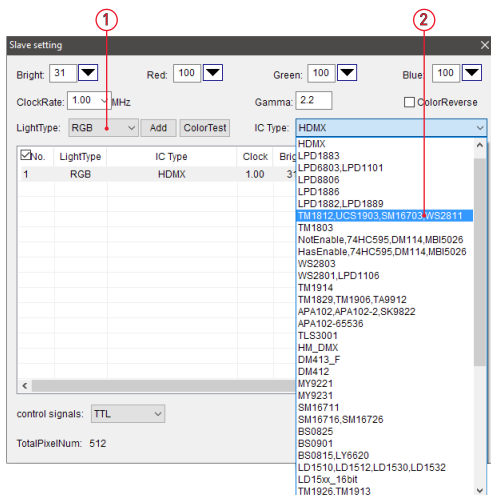 1 2
Slave setting
Bright: 31 Red: 100 Green: 100 Blue: 100
ClockRate: 1.00 MHz Gamma: 2.2 ColorReverse
LightType: RGB Add ColorTest IC Type: HDMX
No. LightType IC Type Clock Brig
1 RGB HDMX 1.00 31
HDMX
LPD1883
LPD6803,LPD1101
LPD8806
LPD1886
LPD1882,LPD1889
TM1812,UCS1903,SM16703,WS2811
TM1803
NotEnable,74HC595,DM114,MBI5026
HasEnable,74HC595,DM114,MBI5026
WS2803
WS2801,LPD1106
TM1914
TM1829,TM1906,TA9912
APA102,APA102-2,SK9822
APA102-65536
TLS3001
HM_DMX
DM413_F
DM412
MY9221
MY9231
SM16711
SM16716,SM16726
BS0825
BS0901
BS0815,LY6620
LD1510,LD1512,LD1530,LD1532
LD15xx_16bit
TM1926,TM1913
control signals: TTL
TotalPixelNum: 512